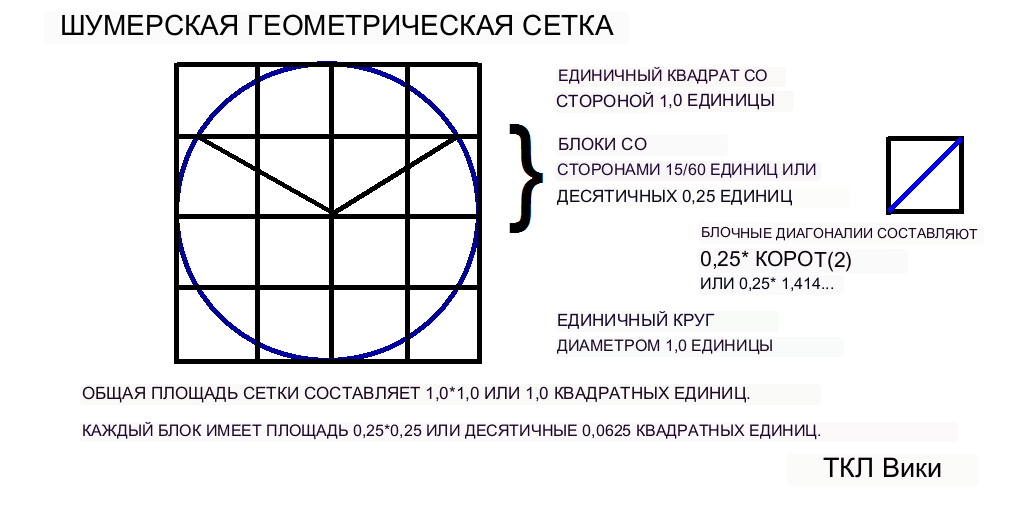 ШУМЕРСКАЯ ГЕОМЕТРИЧЕСКАЯ СЕТКА
ЕДИНИЧНЫЙ КВАДРАТ СО
СТОРОНОЙ 1,0 ЕДИНИЦЫ
}
БЛОКИ СО
СТОРОНАМИ 15/60 ЕДИНИЦ ИЛИ
ДЕСЯТИЧНЫХ 0,25 ЕДИНИЦ
БЛОЧНЫЕ ДИАГОНАЛИИ СОСТАВЛЯЮТ
0,25* КОРОТ(2)
ИЛИ 0,25* 1,414...
ЕДИНИЧНЫЙ КРУГ
ДИАМЕТРОМ 1,0 ЕДИНИЦЫ
ОБЩАЯ ПЛОЩАДЬ СЕТКИ СОСТАВЛЯЕТ 1,0*1,0 ИЛИ 1,0 КВАДРАТНЫХ ЕДИНИЦ.
КАЖДЫЙ БЛОК ИМЕЕТ ПЛОЩАДЬ 0,25*0,25 ИЛИ ДЕСЯТИЧНЫЕ 0,0625 КВАДРАТНЫХ ЕДИНИЦ.
ТКЛ Вики